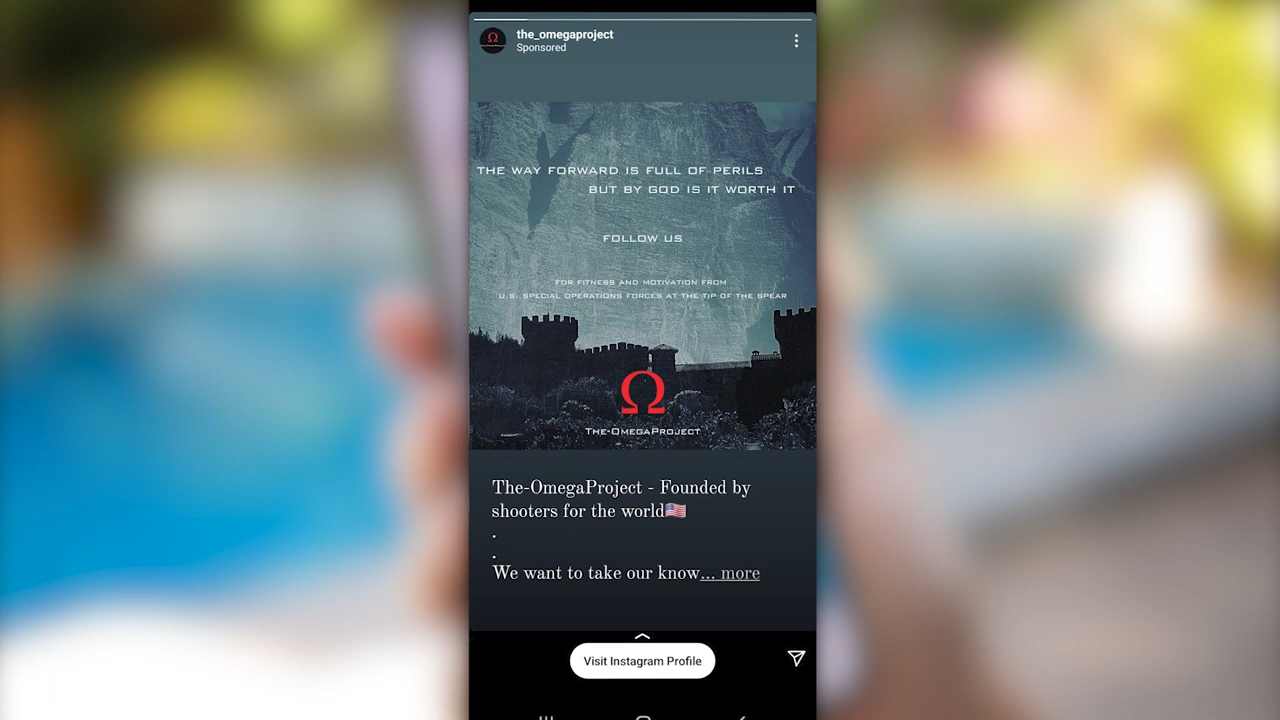 the_omegaproject
Sponsored
THE WAY FORWARD IS FULL OF PERILS
BUT BY GOD IS IT WORTH IT
FOLLOW US
FOR FITNESS AND MOTIVATION FROM
U.S. SPECIAL OPERATIONS FORCES AT THE TIP OF THE SPEAR
Ω
THE-OMEGAPROJECT
The-OmegaProject - Founded by
shooters for the world🇺🇸
.
.
We want to take our know... more
Visit Instagram Profile